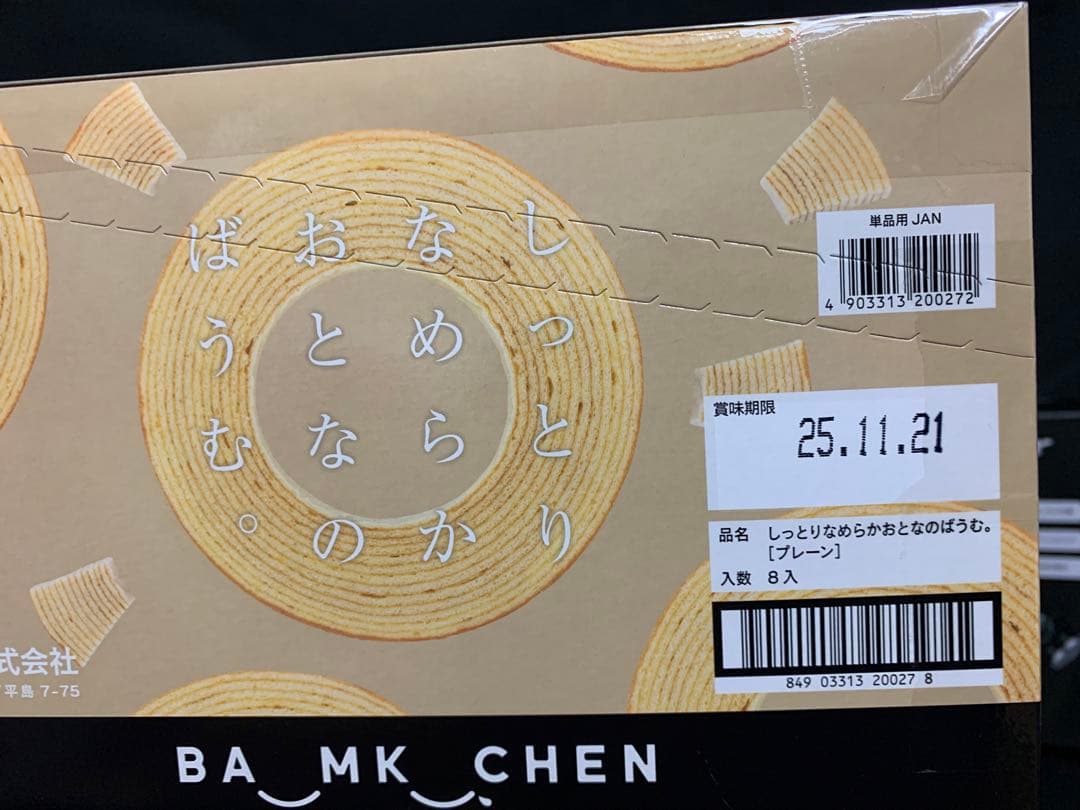 しっとり
なめらか
おとなの
ばうむ。
単品用 JAN
4 903313 200272
賞味期限
25.11.21
品名 しっとりなめらかおとなのばうむ。
[プレーン]
入数 8入
849 03313 20027 8
式会社
平島 7-75
BA MK CHEN